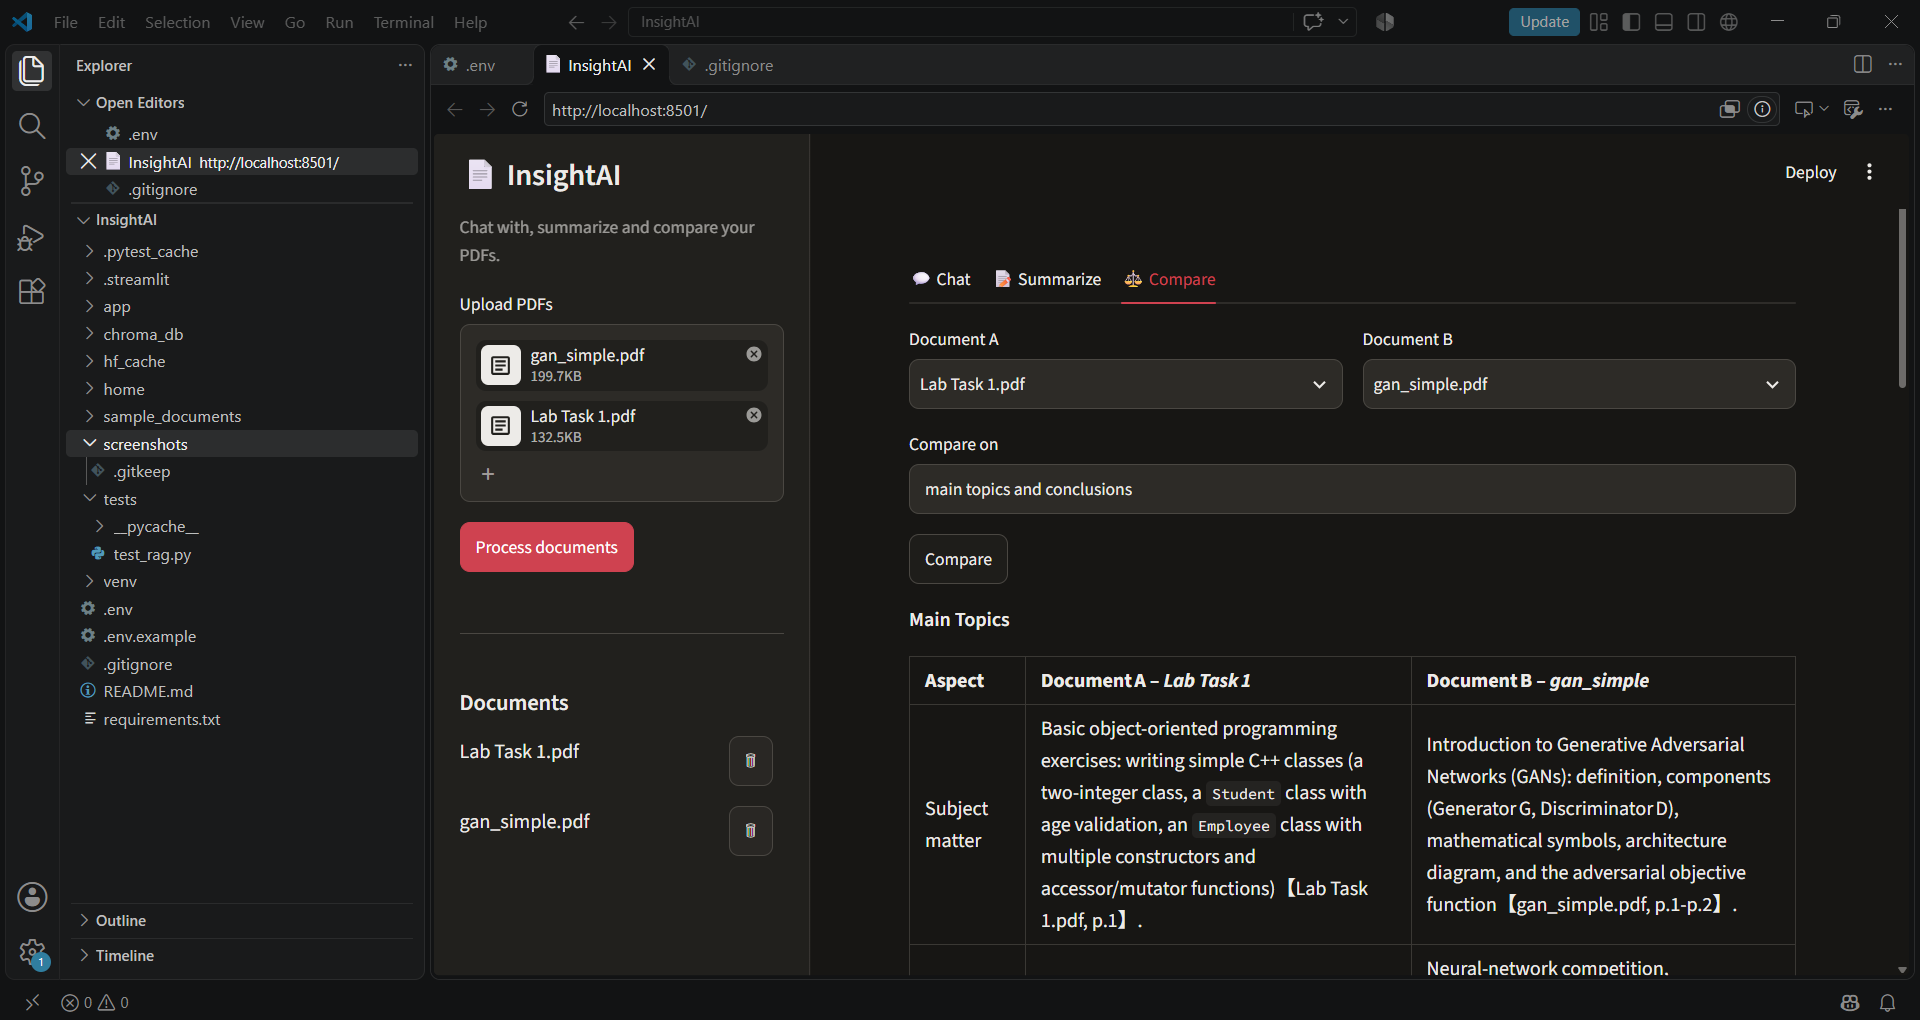 File Edit Selection View Go Run Terminal Help
InsightAI
Update
Explorer
Open Editors
.env
InsightAI http://localhost:8501/
.gitignore
InsightAI
.pytest_cache
.streamlit
app
chroma_db
hf_cache
home
sample_documents
screenshots
.gitkeep
tests
__pycache__
test_rag.py
venv
.env
.env.example
.gitignore
README.md
requirements.txt
Outline
Timeline
1
0 0
.env
InsightAI
.gitignore
http://localhost:8501/
InsightAI
Chat with, summarize and compare your
PDFs.
Upload PDFs
gan_simple.pdf
199.7KB
Lab Task 1.pdf
132.5KB
Process documents
Documents
Lab Task 1.pdf
gan_simple.pdf
Deploy
Chat
Summarize
Compare
Document A
Document B
Lab Task 1.pdf
gan_simple.pdf
Compare on
main topics and conclusions
Compare
Main Topics
Aspect
Document A – Lab Task 1
Document B – gan_simple
Subject
matter
Basic object-oriented programming
exercises: writing simple C++ classes (a
two-integer class, a Student class with
age validation, an Employee class with
multiple constructors and
accessor/mutator functions)【Lab Task
1.pdf, p.1】.
Introduction to Generative Adversarial
Networks (GANs): definition, components
(Generator G, Discriminator D),
mathematical symbols, architecture
diagram, and the adversarial objective
function【gan_simple.pdf, p.1-p.2】.
Neural-network competition,